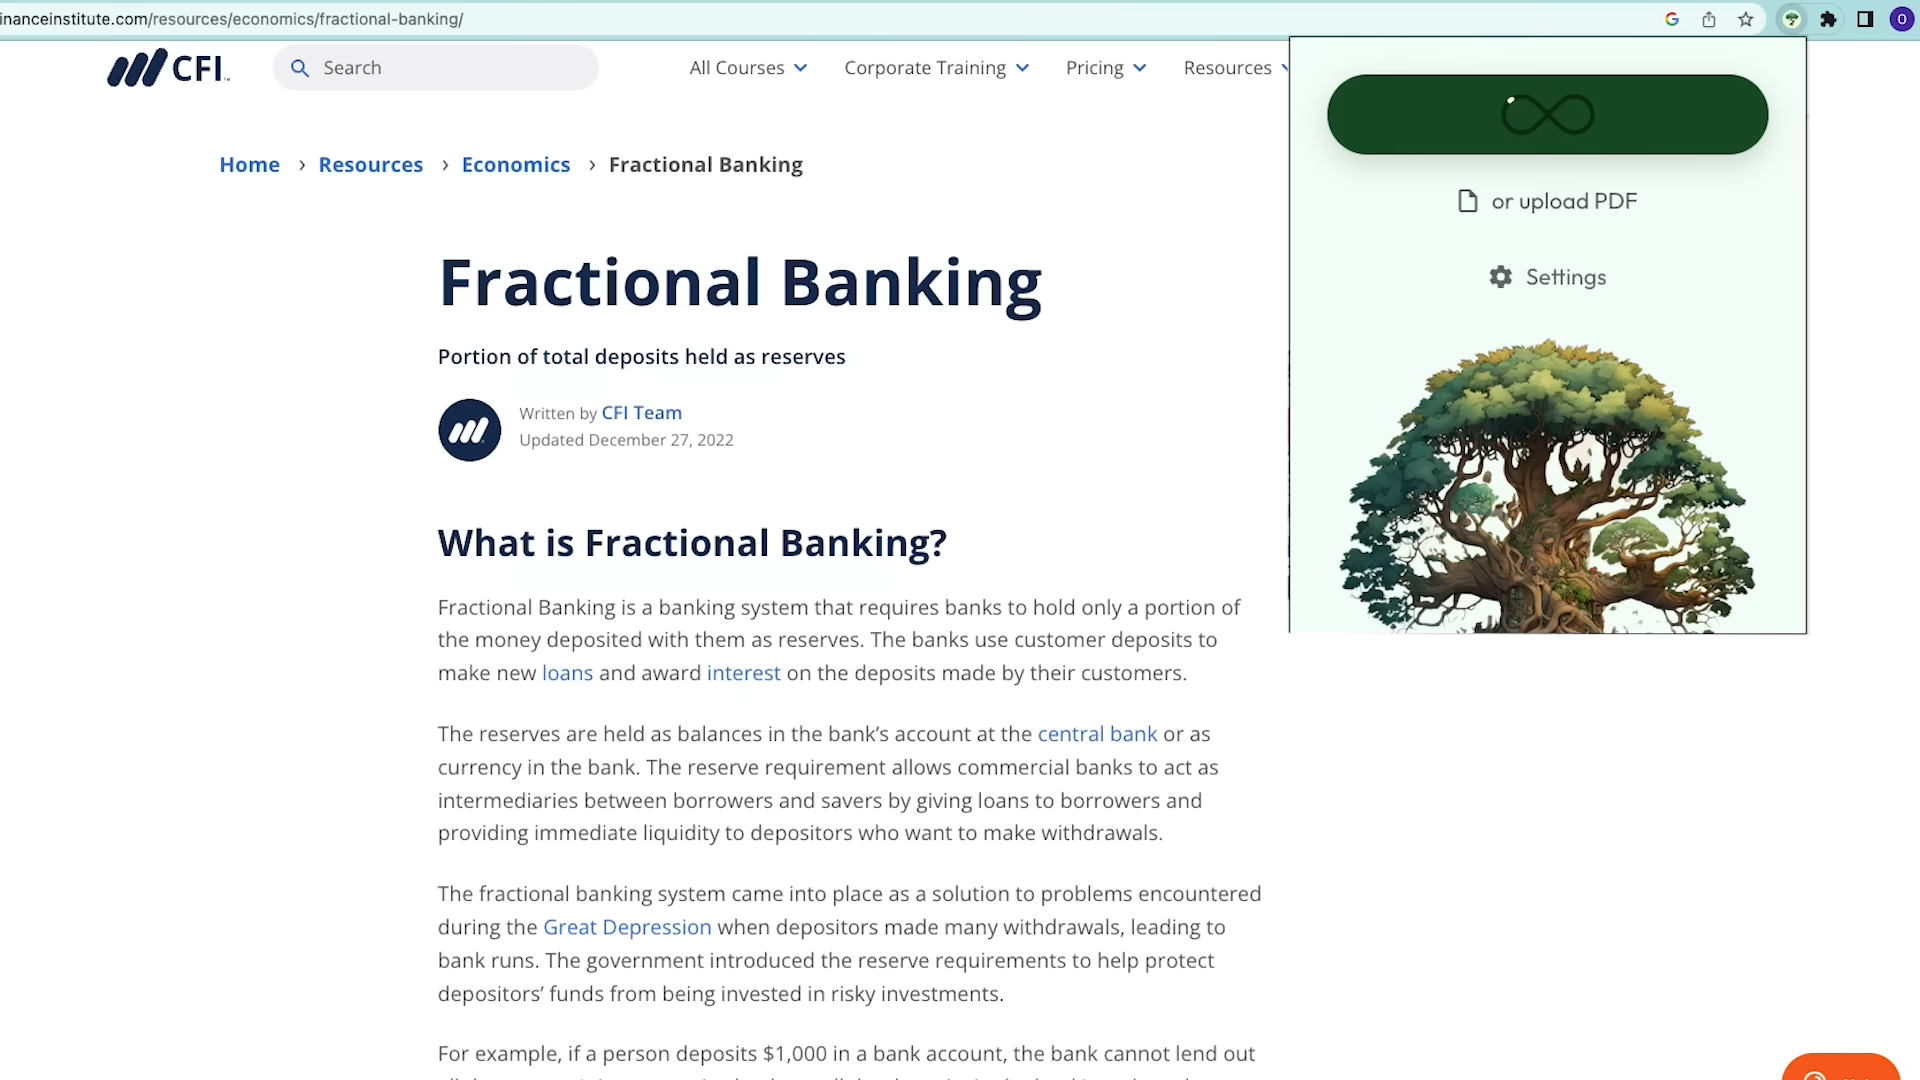 inanceinstitute.com/resources/economics/fractional-banking/
O
CFI
Search
All Courses
Corporate Training
Pricing
Resources
or upload PDF
Settings
Home › Resources › Economics › Fractional Banking
Fractional Banking
Portion of total deposits held as reserves
Written by CFI Team
Updated December 27, 2022
What is Fractional Banking?
Fractional Banking is a banking system that requires banks to hold only a portion of
the money deposited with them as reserves. The banks use customer deposits to
make new loans and award interest on the deposits made by their customers.
The reserves are held as balances in the bank’s account at the central bank or as
currency in the bank. The reserve requirement allows commercial banks to act as
intermediaries between borrowers and savers by giving loans to borrowers and
providing immediate liquidity to depositors who want to make withdrawals.
The fractional banking system came into place as a solution to problems encountered
during the Great Depression when depositors made many withdrawals, leading to
bank runs. The government introduced the reserve requirements to help protect
depositors’ funds from being invested in risky investments.
For example, if a person deposits $1,000 in a bank account, the bank cannot lend out